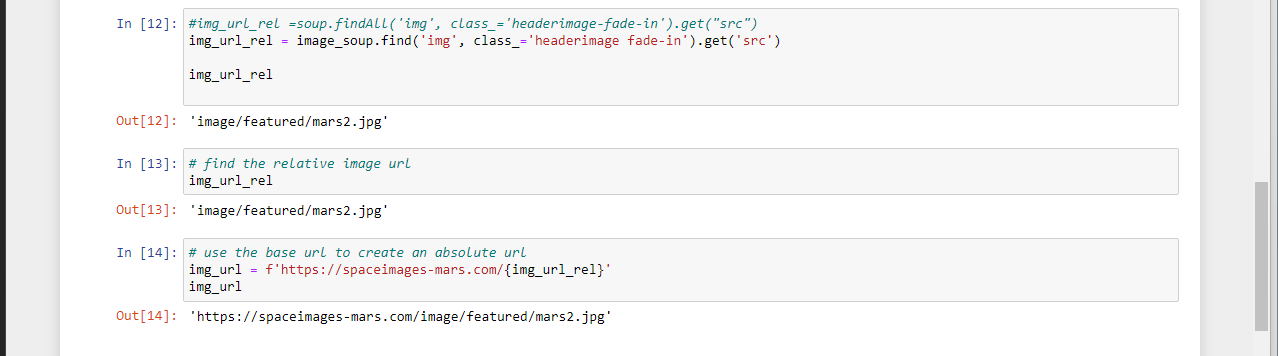 In [12]: #img_url_rel =soup.findAll('img', class_='headerimage-fade-in').get("src")
img_url_rel = image_soup.find('img', class_='headerimage fade-in').get('src')
img_url_rel
Out[12]: 'image/featured/mars2.jpg'
In [13]: # find the relative image url
img_url_rel
Out[13]: 'image/featured/mars2.jpg'
In [14]: # use the base url to create an absolute url
img_url = f'https://spaceimages-mars.com/{img_url_rel}'
img_url
Out[14]: 'https://spaceimages-mars.com/image/featured/mars2.jpg'